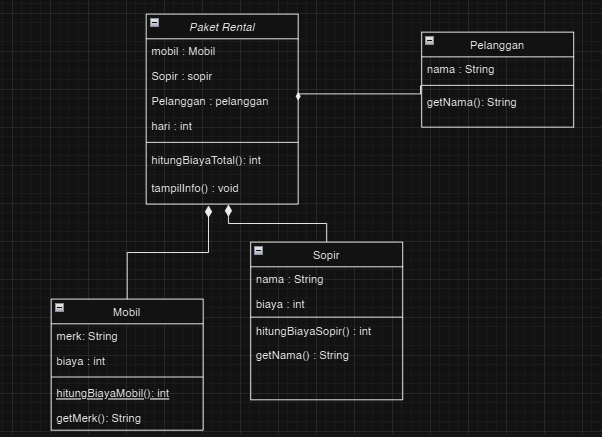 Paket Rental
mobil : Mobil
Sopir : sopir
Pelanggan : pelanggan
hari : int
hitungBiayaTotal(): int
tampilInfo() : void
Pelanggan
nama : String
getNama(): String
Sopir
nama : String
biaya : int
hitungBiayaSopir() : int
getNama() : String
Mobil
merk: String
biaya : int
hitungBiayaMobil(): int
getMerk(): String